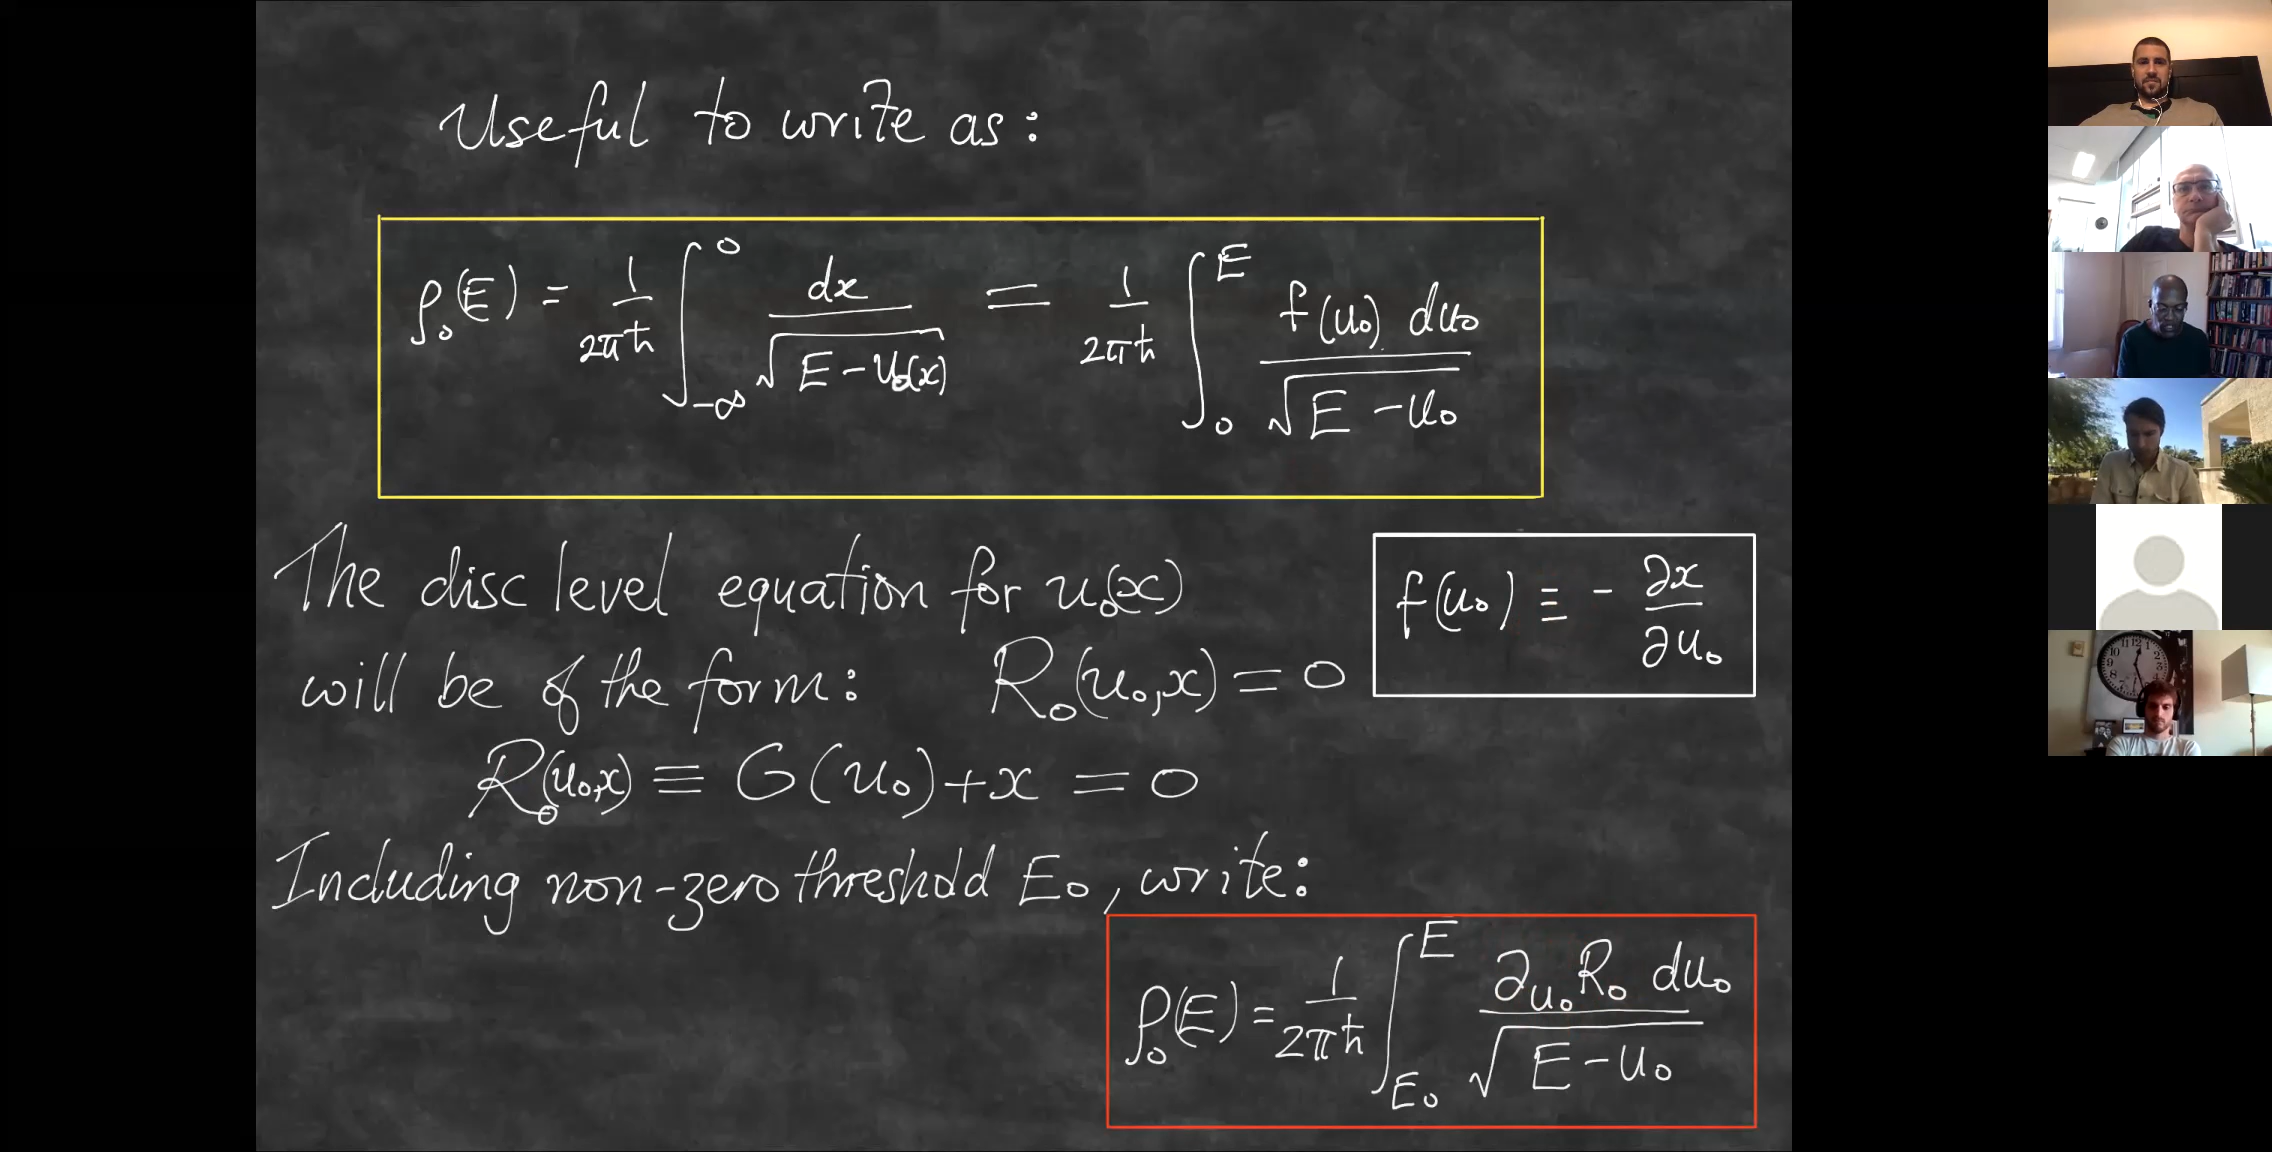 Useful to write as:
ρ₀(E) = 1/(2πħ) ∫_{-∞}^{0} dx/√(E - u₀(x)) = 1/(2πħ) ∫_{0}^{E} f(u₀) du₀/√(E - u₀)
The disc level equation for u₀(x)
f(u₀) ≡ - ∂x/∂u₀
will be of the form: R₀(u₀,x) = 0
R₀(u₀,x) ≡ G(u₀)+x = 0
Including non-zero threshold E₀, write:
ρ₀(E) = 1/(2πħ) ∫_{E₀}^{E} ∂_{u₀}R₀ du₀/√(E - u₀)